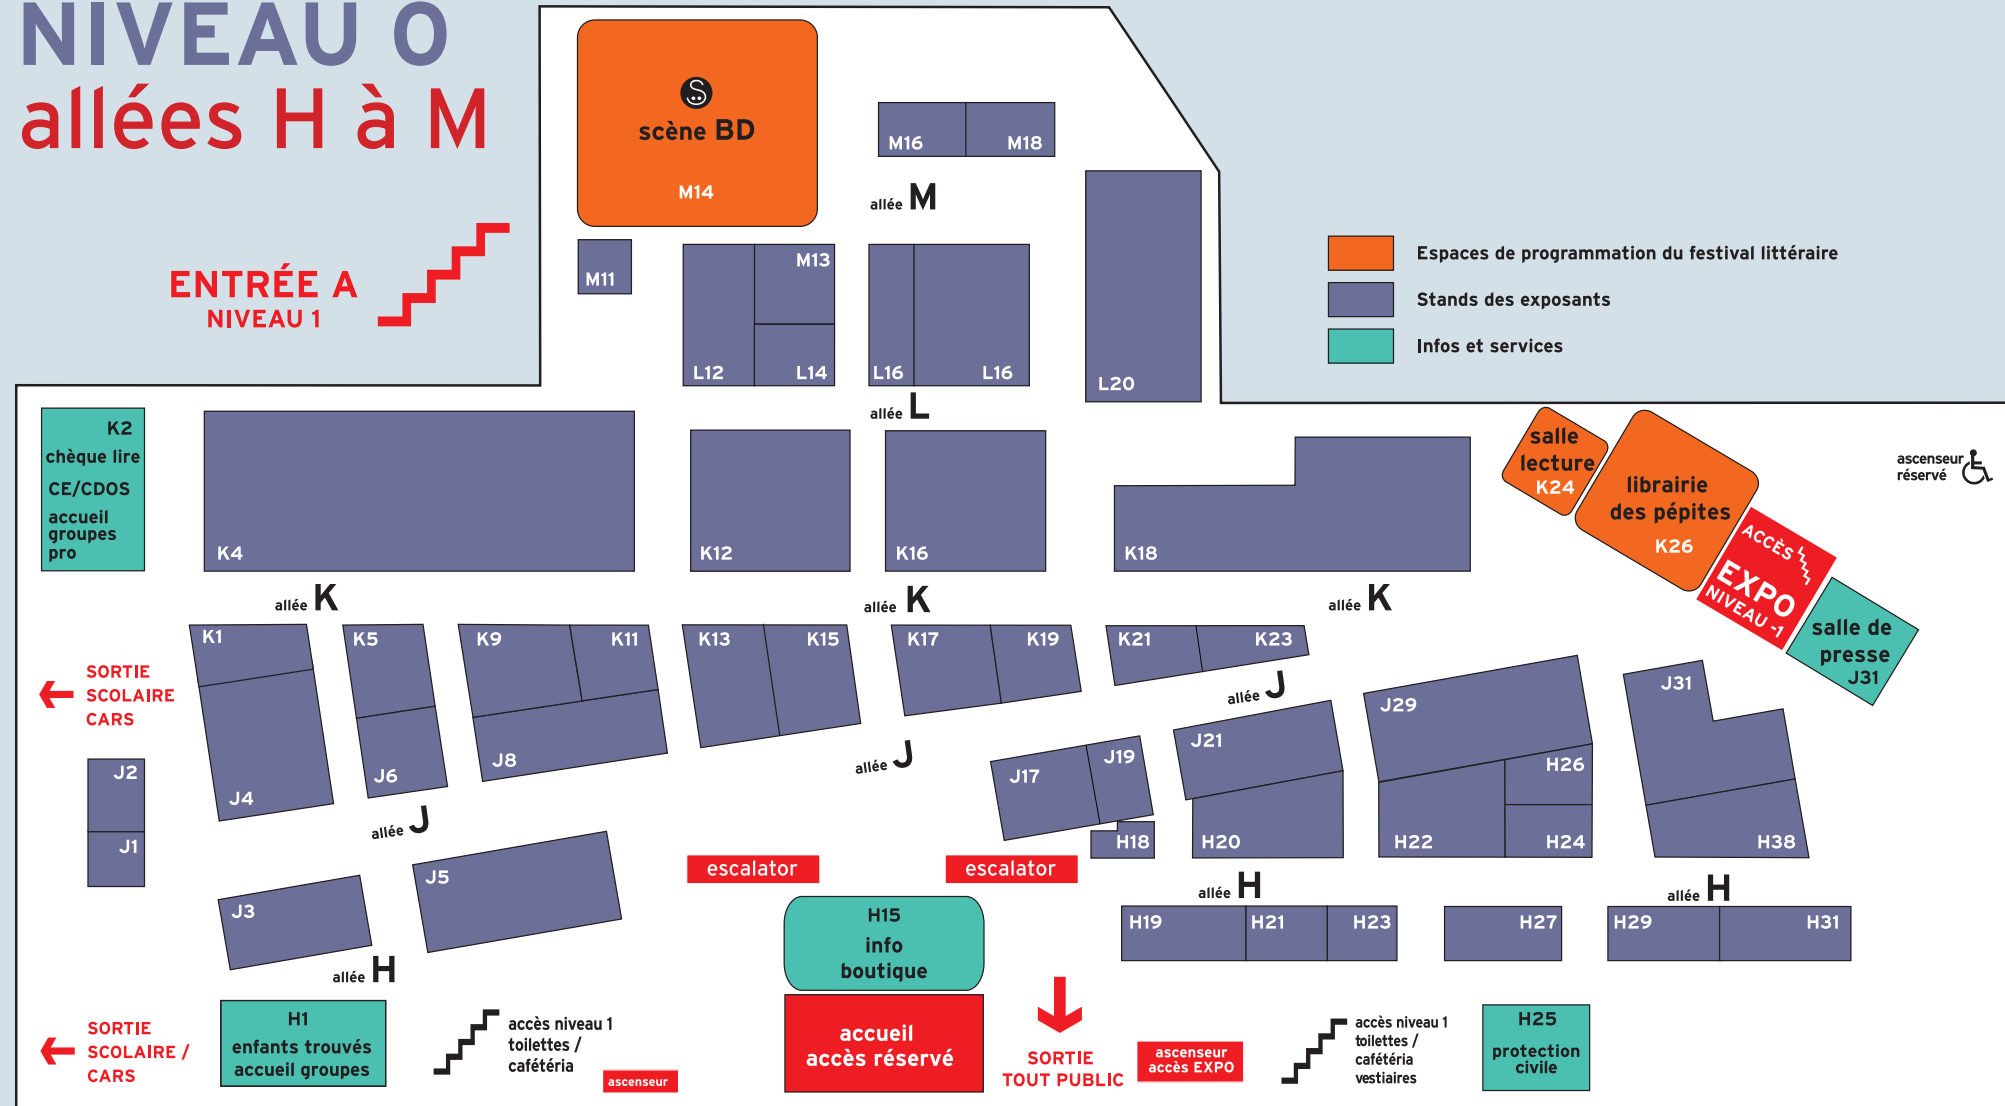 NIVEAU 0
allées H à M
ENTRÉE A
NIVEAU 1
S
scène BD
M14
M16
M18
allée M
M11
M13
L12
L14
L16
L16
L20
allée L
Espaces de programmation du festival littéraire
Stands des exposants
Infos et services
K2
chèque lire
CE/CDOS
accueil
groupes
pro
K4
K12
K16
K18
salle
lecture
K24
librairie
des pépites
K26
ACCÈS
EXPO
NIVEAU -1
salle de
presse
J31
ascenseur
réservé
allée K
allée K
allée K
K1
K5
K9
K11
K13
K15
K17
K19
K21
K23
SORTIE
SCOLAIRE
CARS
J4
J6
J8
allée J
allée J
allée J
J2
J1
J3
J5
J17
J19
J21
J29
J31
H18
H20
H22
H26
H24
H38
escalator
escalator
allée H
allée H
allée H
H19
H21
H23
H27
H29
H31
H15
info
boutique
accueil
accès réservé
SORTIE
SCOLAIRE /
CARS
H1
enfants trouvés
accueil groupes
accès niveau 1
toilettes /
cafétéria
ascenseur
SORTIE
TOUT PUBLIC
ascenseur
accès EXPO
accès niveau 1
toilettes /
cafétéria
vestiaires
H25
protection
civile